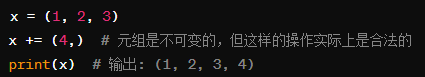 x = (1, 2, 3)
x += (4,)  # 元组是不可变的，但这样的操作实际上是合法的
print(x)  # 输出: (1, 2, 3, 4)